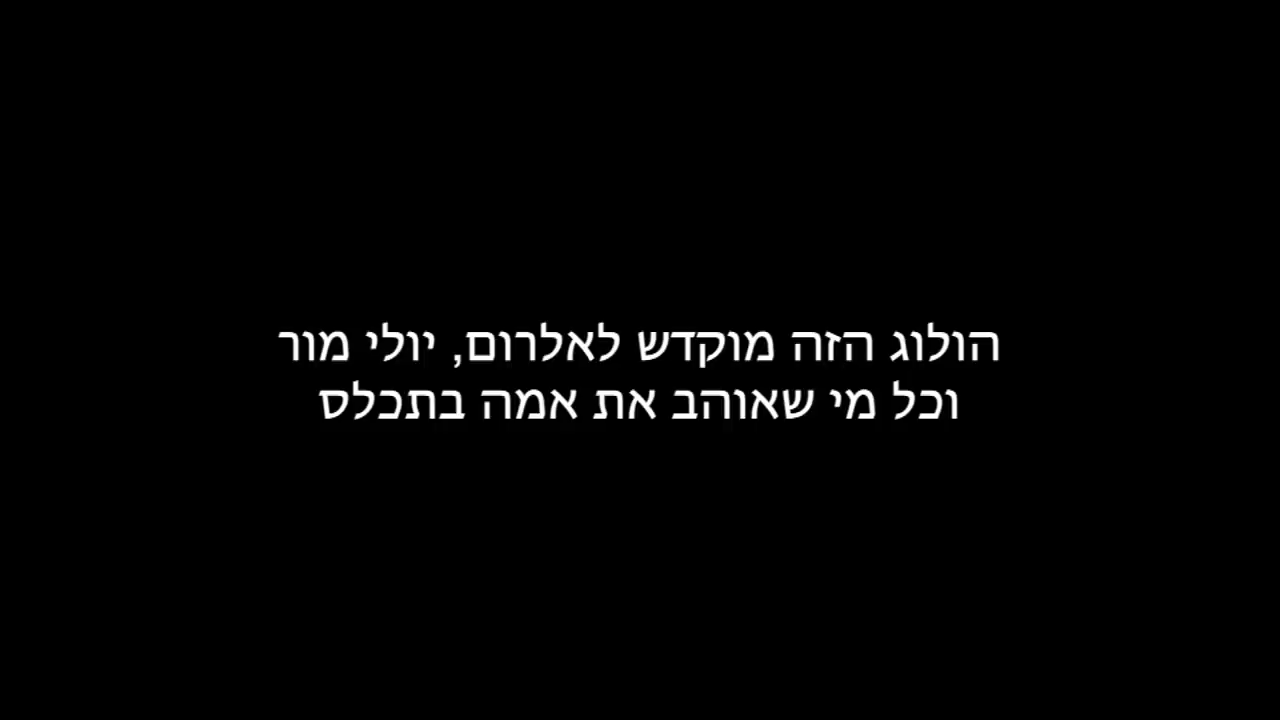 הולוג הזה מוקדש לאלרום, יולי מור
וכל מי שאוהב את אמה בתכלס